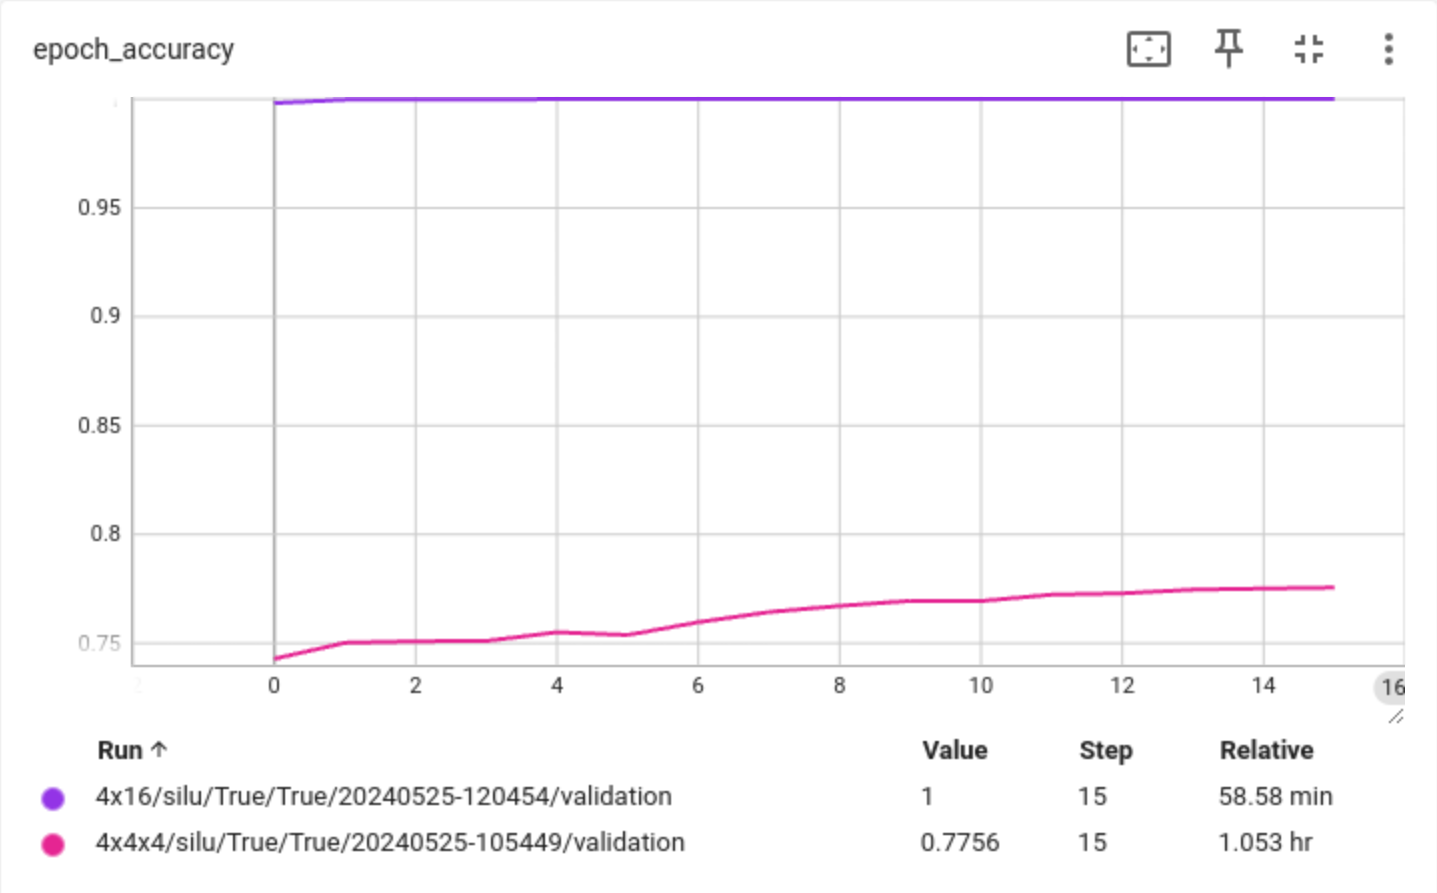 epoch_accuracy
1
0.95
0.9
0.85
0.8
0.75
0 2 4 6 8 10 12 14 16
Run ↑ Value Step Relative
4x16/silu/True/True/20240525-120454/validation 1 15 58.58 min
4x4x4/silu/True/True/20240525-105449/validation 0.7756 15 1.053 hr